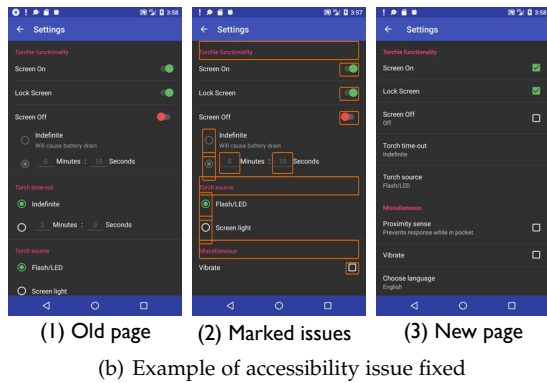 3:58
Settings
Torchie functionality
Screen On
Lock Screen
Screen Off
Indefinite
Will cause battery drain
0 Minutes : 10 Seconds
Torch time-out
Indefinite
2 Minutes : 0 Seconds
Torch source
Flash/LED
Screen light
(1) Old page
3:57
Settings
Torchie functionality
Screen On
Lock Screen
Screen Off
Indefinite
Will cause battery drain
0 Minutes : 10 Seconds
Torch source
Flash/LED
Screen light
Miscellaneous
Vibrate
(2) Marked issues
3:58
Settings
Torchie functionality
Screen On
Lock Screen
Screen Off
Off
Torch time-out
Indefinite
Torch source
Flash/LED
Miscellaneous
Proximity sense
Prevents response while in pocket
Vibrate
Choose language
English
(3) New page
(b) Example of accessibility issue fixed